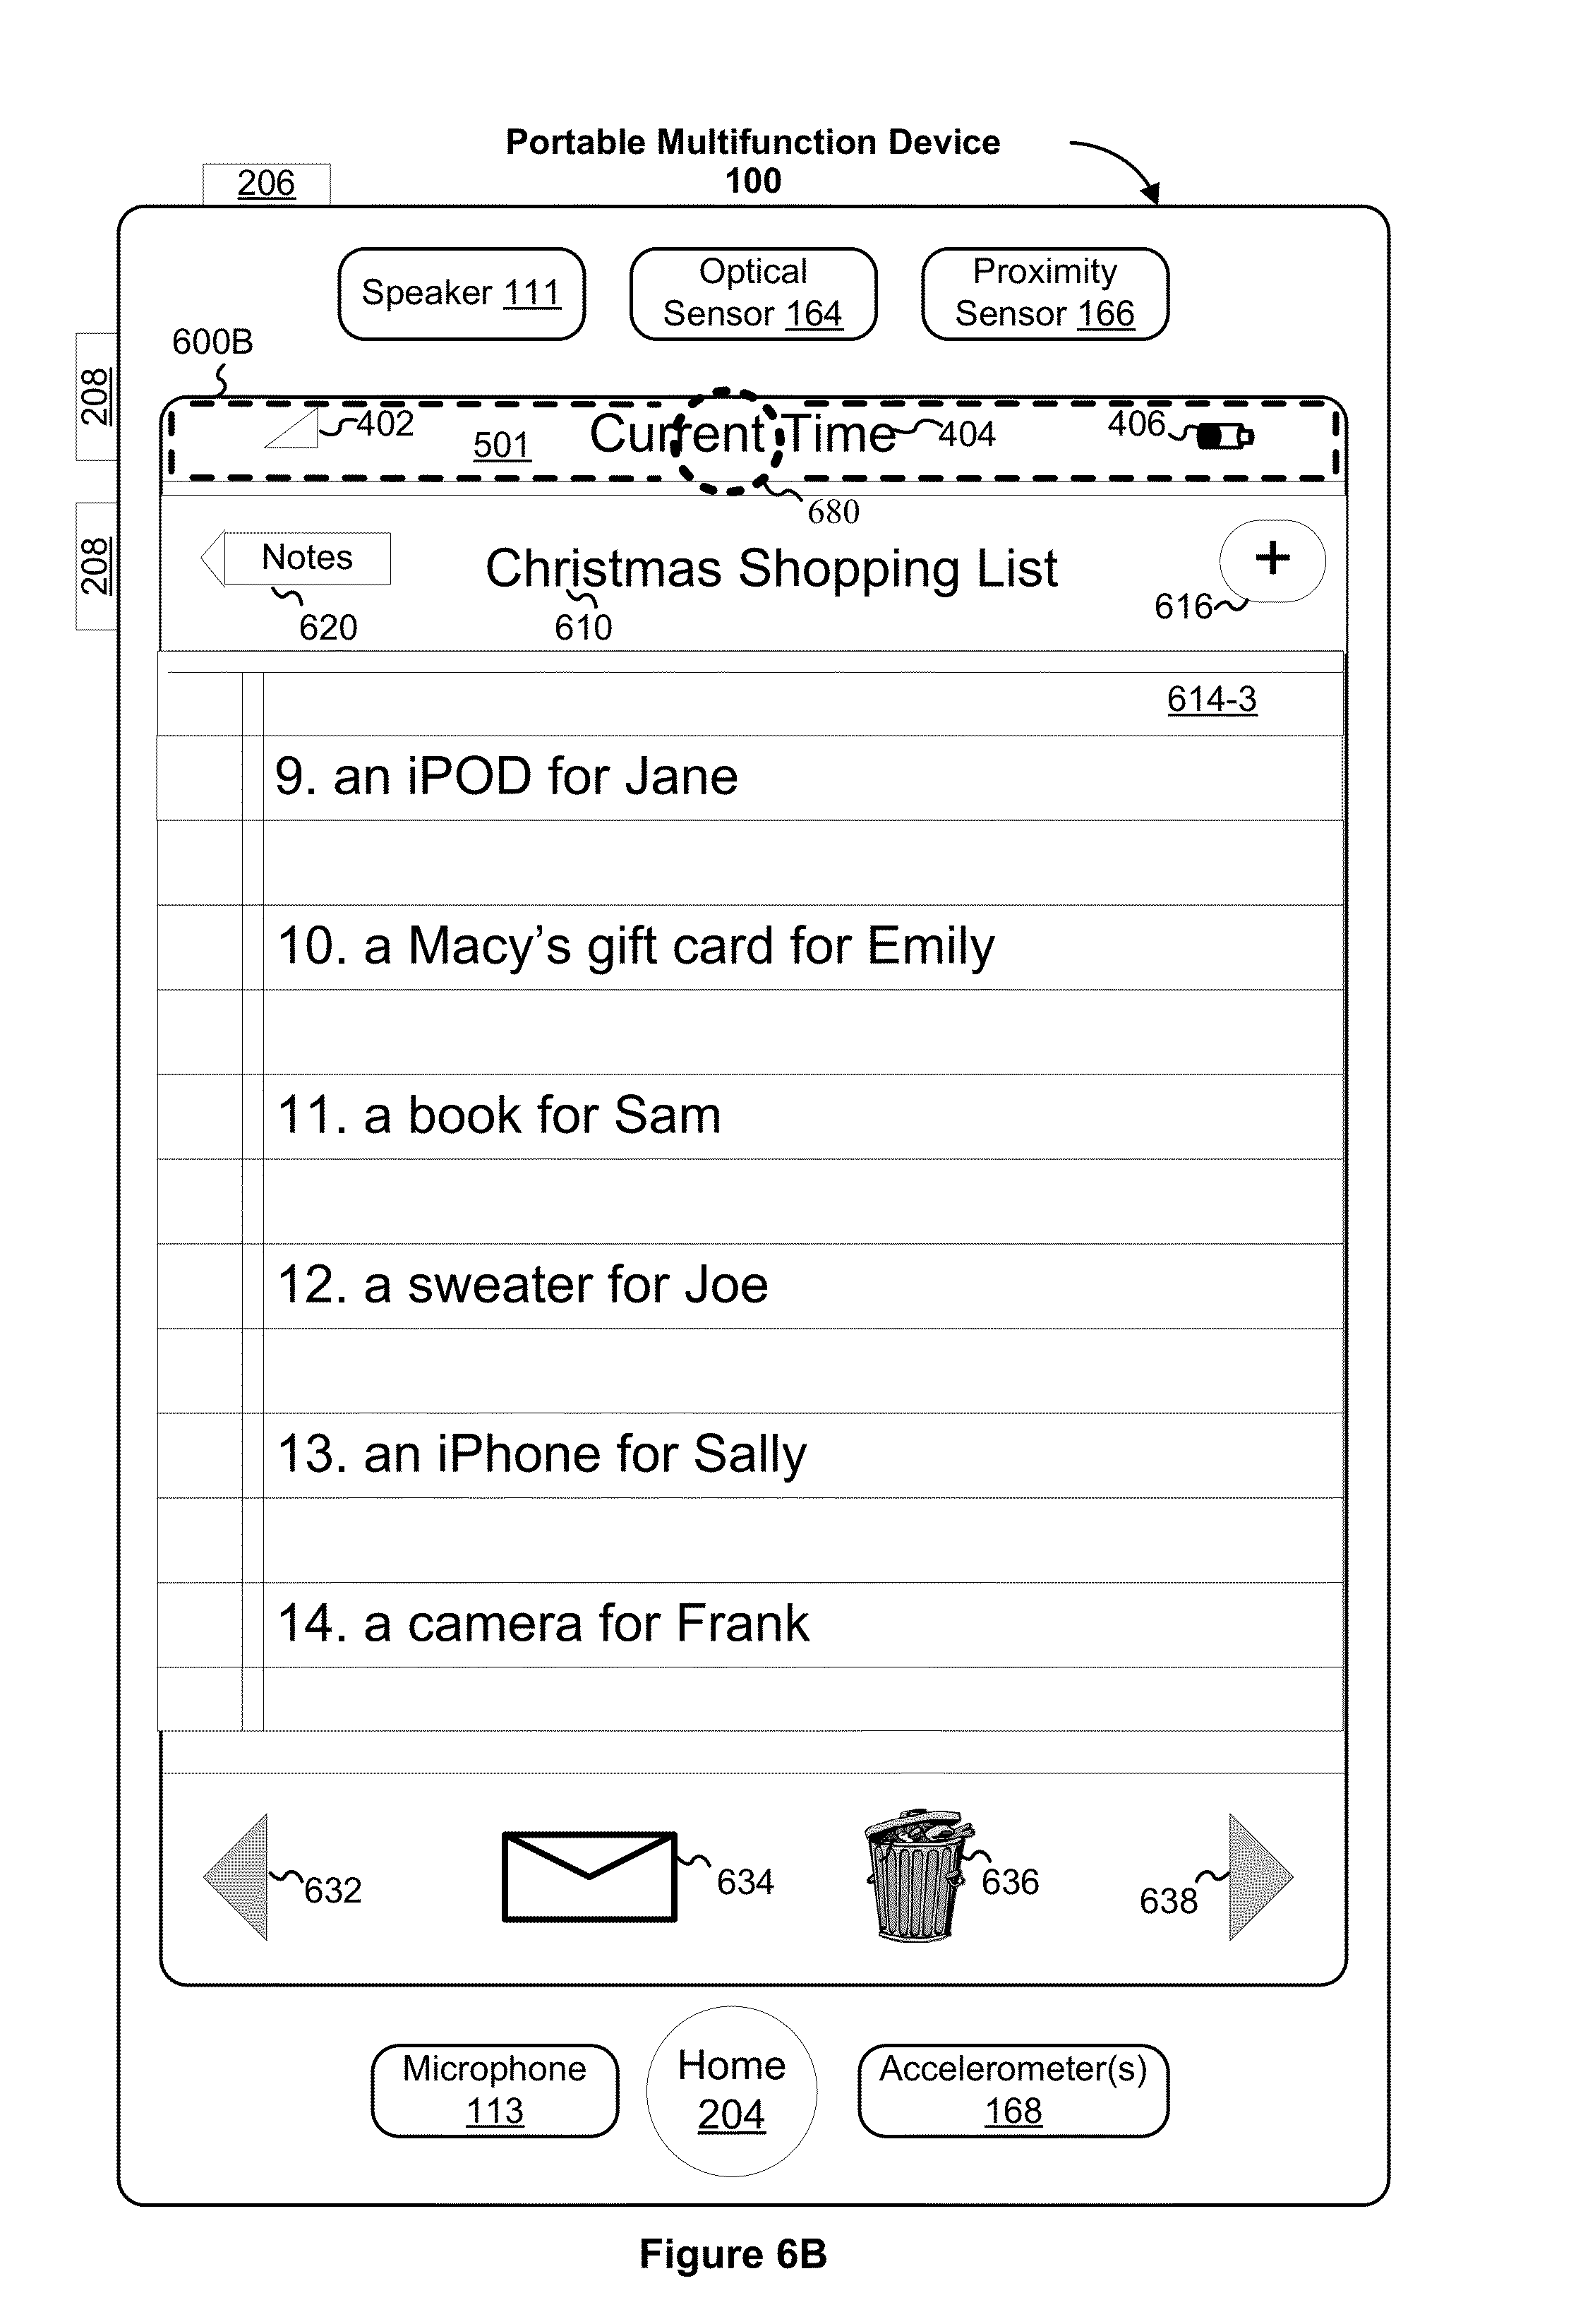 Portable Multifunction Device
100
206
Speaker 111
Optical
Sensor 164
Proximity
Sensor 166
208
600B
402
501
Current Time
404
406
680
208
Notes
Christmas Shopping List
+
620
610
616
614-3
9. an iPOD for Jane
10. a Macy’s gift card for Emily
11. a book for Sam
12. a sweater for Joe
13. an iPhone for Sally
14. a camera for Frank
632
634
636
638
Microphone
113
Home
204
Accelerometer(s)
168
Figure 6B